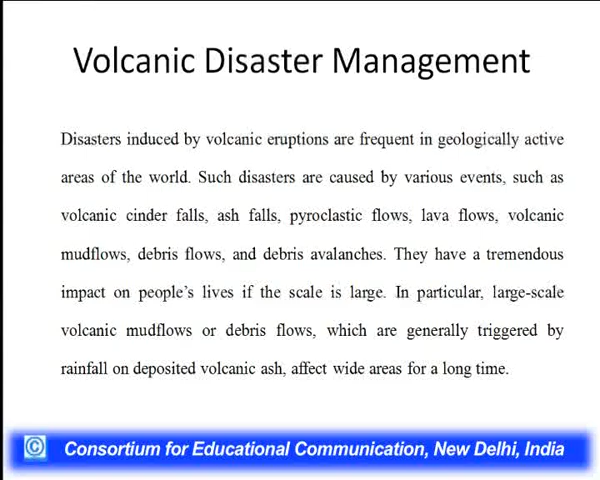 Volcanic Disaster Management
Disasters induced by volcanic eruptions are frequent in geologically active
areas of the world. Such disasters are caused by various events, such as
volcanic cinder falls, ash falls, pyroclastic flows, lava flows, volcanic
mudflows, debris flows, and debris avalanches. They have a tremendous
impact on people's lives if the scale is large. In particular, large-scale
volcanic mudflows or debris flows, which are generally triggered by
rainfall on deposited volcanic ash, affect wide areas for a long time.
© Consortium for Educational Communication, New Delhi, India